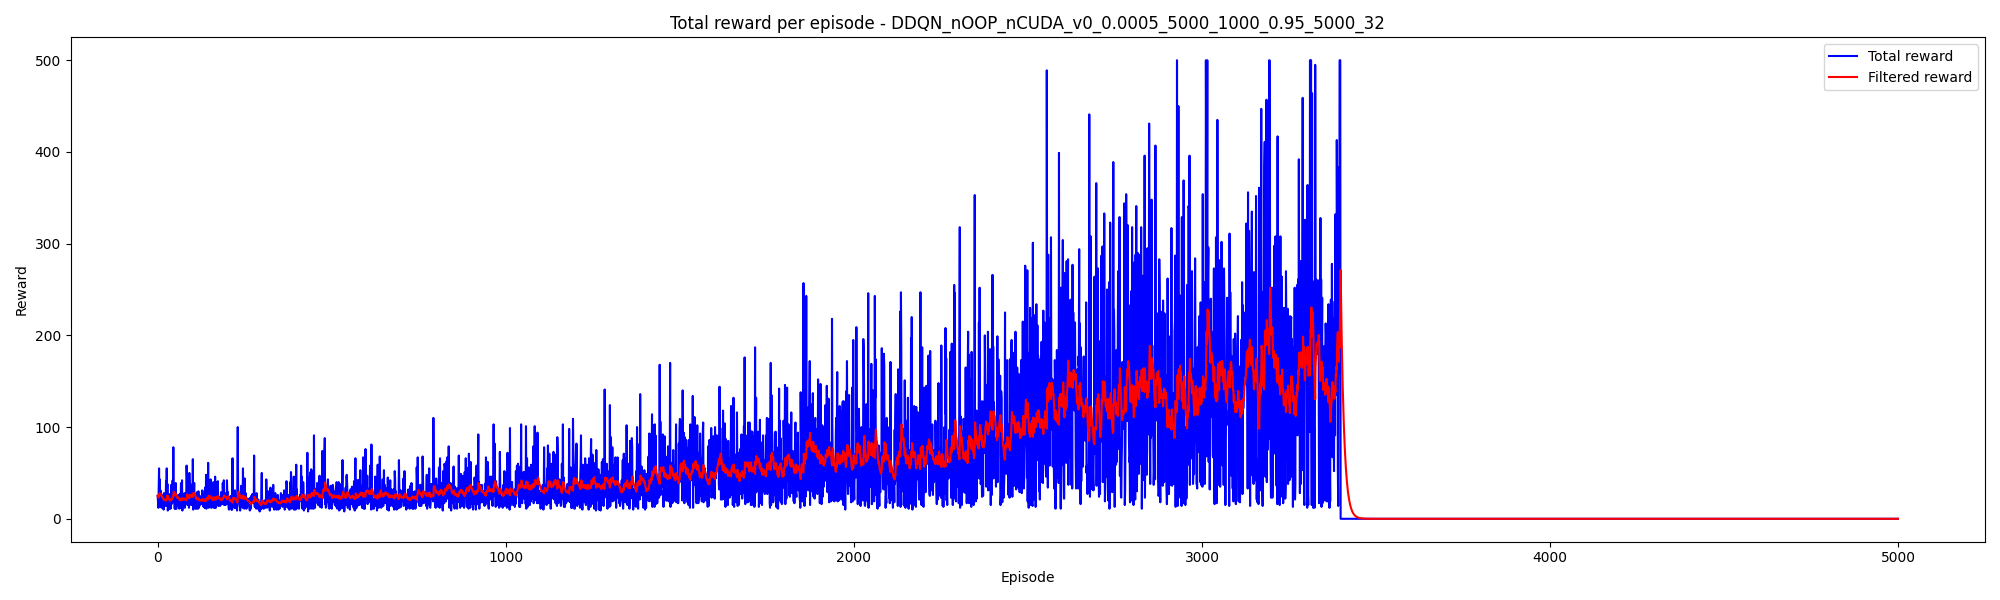 Total reward per episode - DDQN_nOOP_nCUDA_v0_0.0005_5000_1000_0.95_5000_32
Total reward
Filtered reward
Reward
500
400
300
200
100
0
0 1000 2000 3000 4000 5000
Episode